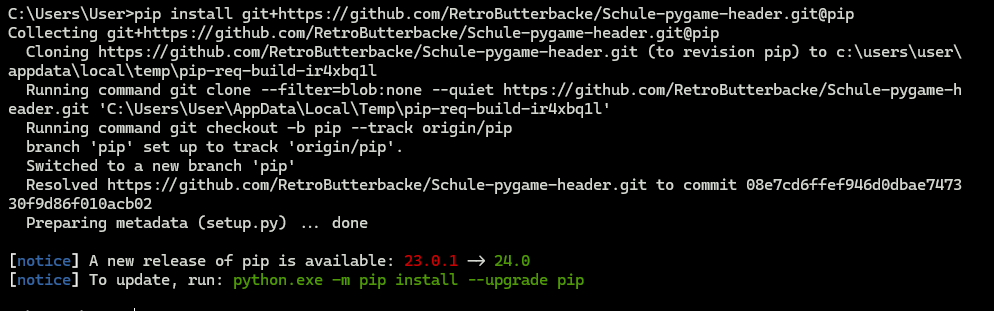 C:\Users\User>pip install git+https://github.com/RetroButterbacke/Schule-pygame-header.git@pip
Collecting git+https://github.com/RetroButterbacke/Schule-pygame-header.git@pip
  Cloning https://github.com/RetroButterbacke/Schule-pygame-header.git (to revision pip) to c:\users\user\
appdata\local\temp\pip-req-build-ir4xbq1l
  Running command git clone --filter=blob:none --quiet https://github.com/RetroButterbacke/Schule-pygame-h
eader.git 'C:\Users\User\AppData\Local\Temp\pip-req-build-ir4xbq1l'
  Running command git checkout -b pip --track origin/pip
  branch 'pip' set up to track 'origin/pip'.
  Switched to a new branch 'pip'
  Resolved https://github.com/RetroButterbacke/Schule-pygame-header.git to commit 08e7cd6ffef946d0dbae7473
30f9d86f010acb02
  Preparing metadata (setup.py) ... done
[notice] A new release of pip is available: 23.0.1 -> 24.0
[notice] To update, run: python.exe -m pip install --upgrade pip